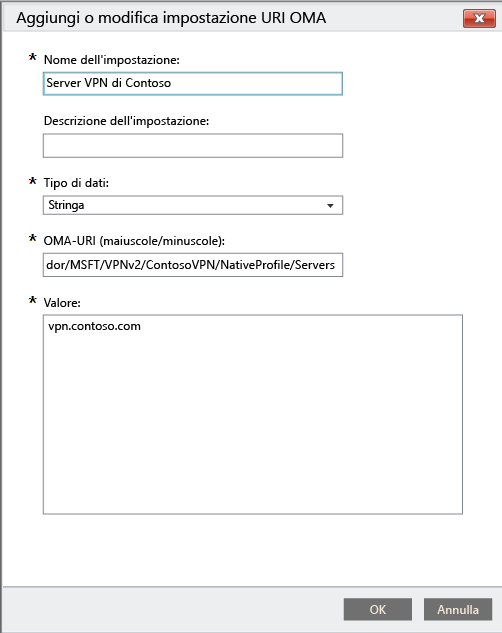 Aggiungi o modifica impostazione URI OMA
* Nome dell'impostazione:
Server VPN di Contoso
Descrizione dell'impostazione:
* Tipo di dati:
Stringa
* OMA-URI (maiuscole/minuscole):
dor/MSFT/VPNv2/ContosoVPN/NativeProfile/Servers
* Valore:
vpn.contoso.com
OK
Annulla